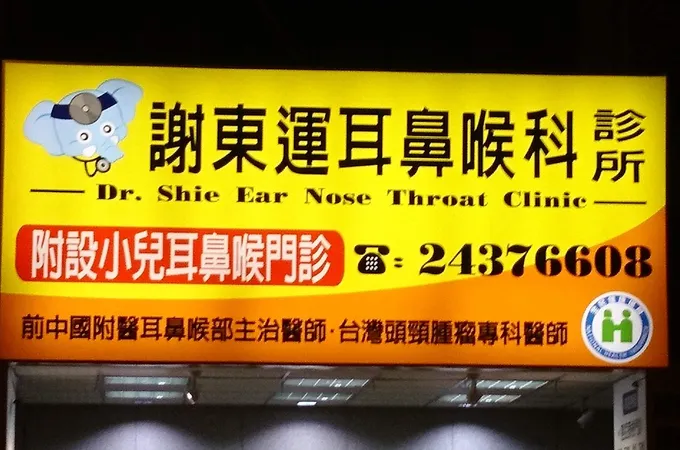 謝東運耳鼻喉科診所
Dr. Shie Ear Nose Throat Clinic
附設小兒耳鼻喉門診
☎: 24376608
前中國附醫耳鼻喉部主治醫師·台灣頭頸腫瘤專科醫師